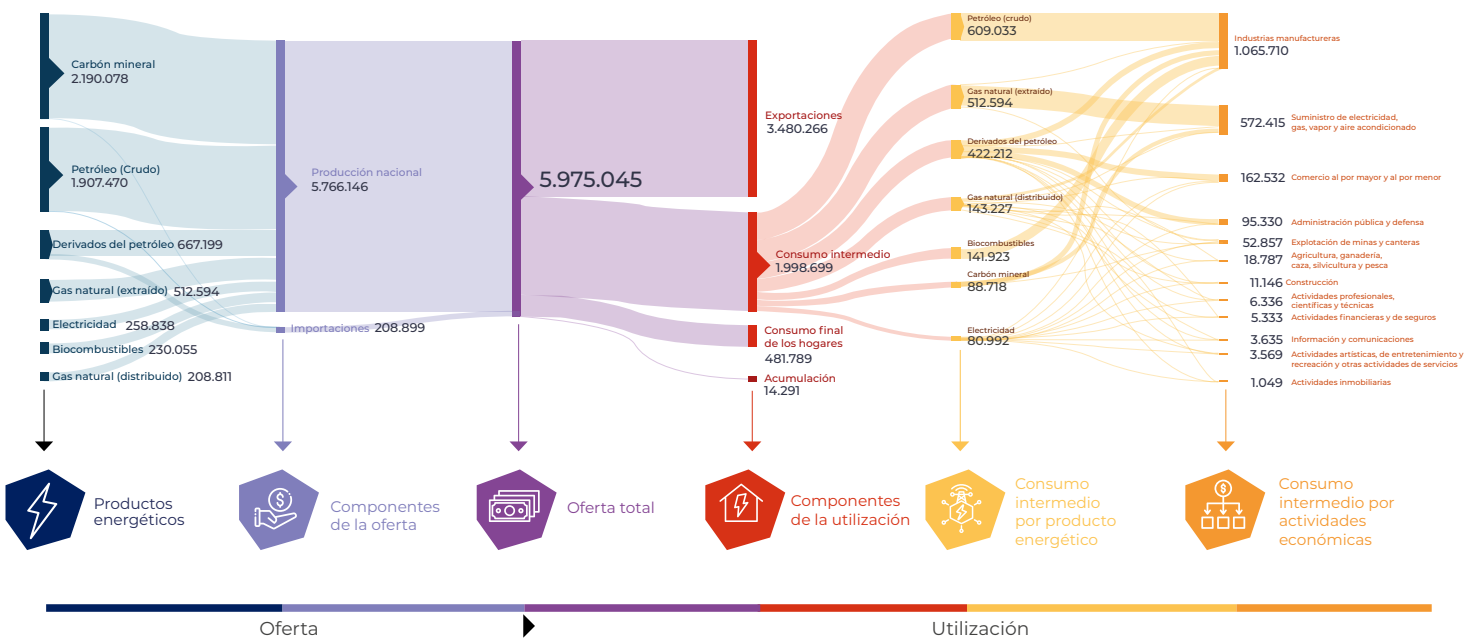 Carbón mineral
2.190.078
Petróleo (Crudo)
1.907.470
Derivados del petróleo 667.199
Gas natural (extraído) 512.594
Electricidad 258.838
Biocombustibles 230.055
Gas natural (distribuido) 208.811
Producción nacional
5.766.146
Importaciones 208.899
5.975.045
Exportaciones
3.480.266
Consumo intermedio
1.998.699
Consumo final
de los hogares
481.789
Acumulación
14.291
Petróleo (crudo)
609.033
Gas natural (extraído)
512.594
Derivados del petróleo
422.212
Gas natural (distribuido)
143.227
Biocombustibles
141.923
Carbón mineral
88.718
Electricidad
80.992
Industrias manufactureras
1.065.710
572.415 Suministro de electricidad,
gas, vapor y aire acondicionado
162.532 Comercio al por mayor y al por menor
95.330 Administración pública y defensa
52.857 Explotación de minas y canteras
18.787 Agricultura, ganadería,
caza, silvicultura y pesca
11.146 Construcción
6.336 Actividades profesionales,
científicas y técnicas
5.333 Actividades financieras y de seguros
3.635 Información y comunicaciones
3.569 Actividades artísticas, de entretenimiento y
recreación y otras actividades de servicios
1.049 Actividades inmobiliarias
Productos
energéticos
Componentes
de la oferta
Oferta total
Componentes
de la utilización
Consumo
intermedio
por producto
energético
Consumo
intermedio por
actividades
económicas
Oferta
Utilización